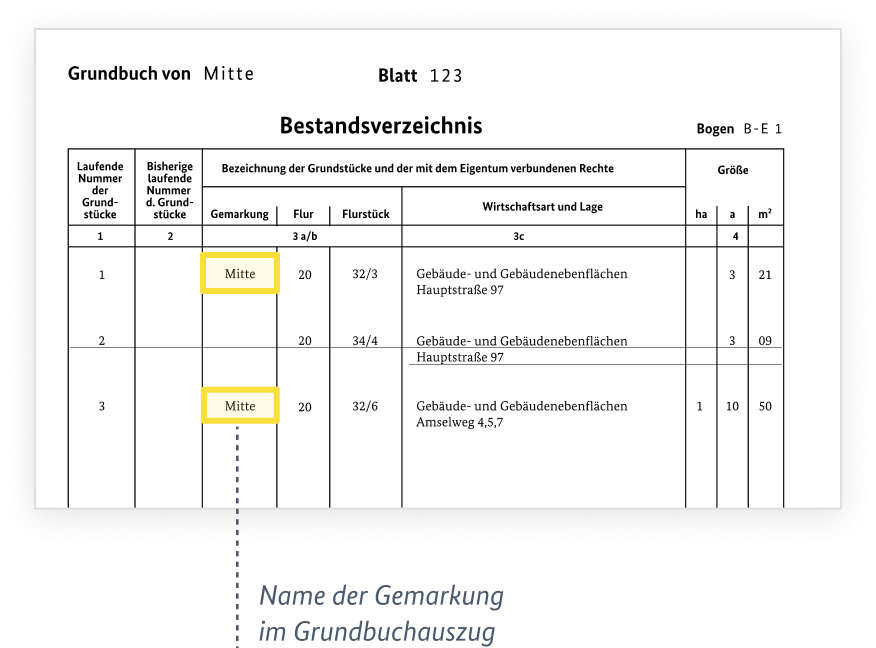 Grundbuch von Mitte Blatt 123
Bestandsverzeichnis
Bogen B-E 1
Laufende Nummer der Grund-stücke
Bisherige laufende Nummer d. Grund-stücke
Bezeichnung der Grundstücke und der mit dem Eigentum verbundenen Rechte
Größe
Gemarkung Flur Flurstück Wirtschaftsart und Lage ha a m²
1 2 3 a/b 3c 4
1 Mitte 20 32/3 Gebäude- und Gebäudenebenflächen 3 21
Hauptstraße 97
2 20 34/4 Gebäude- und Gebäudenebenflächen 3 09
Hauptstraße 97
3 Mitte 20 32/6 Gebäude- und Gebäudenebenflächen 1 10 50
Amselweg 4,5,7
Name der Gemarkung
im Grundbuchauszug